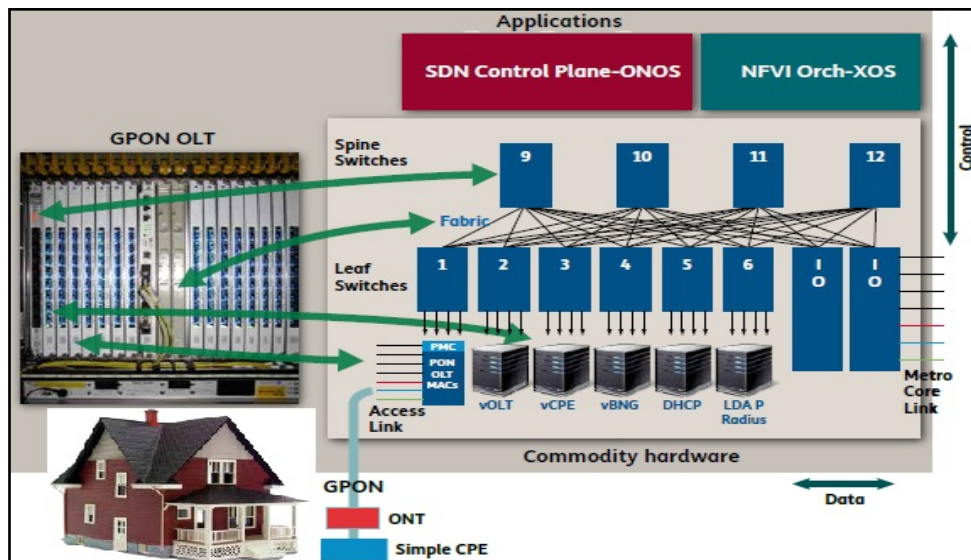 Applications
SDN Control Plane-ONOS
NFVI Orch-XOS
GPON OLT
Spine
Switches
9
10
11
12
Control
Fabric
Leaf
Switches
1
2
3
4
5
6
I
O
I
O
PMC
PON
OLT
MACs
Access
Link
vOLT
vCPE
vBNG
DHCP
LDA P
Radius
Metro
Core
Link
Commodity hardware
Data
GPON
ONT
Simple CPE